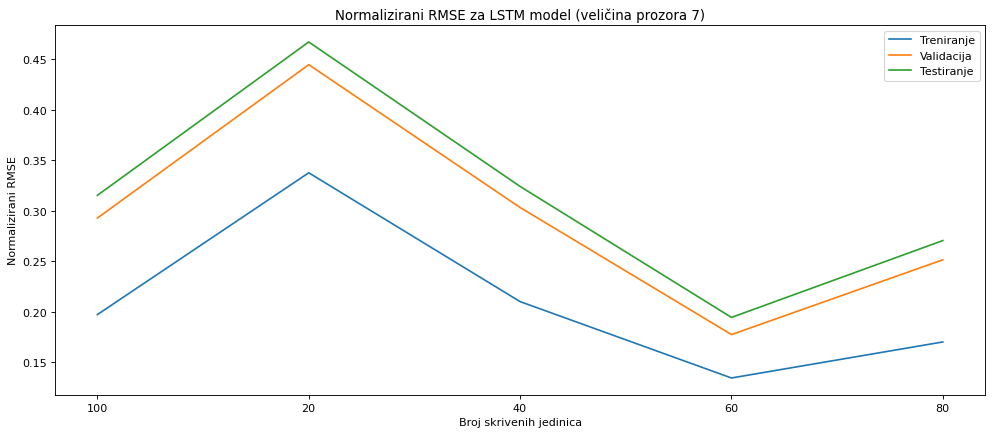 Normalizirani RMSE za LSTM model (veličina prozora 7)
Treniranje
Validacija
Testiranje
Normalizirani RMSE
0.45
0.40
0.35
0.30
0.25
0.20
0.15
100 20 40 60 80
Broj skrivenih jedinica